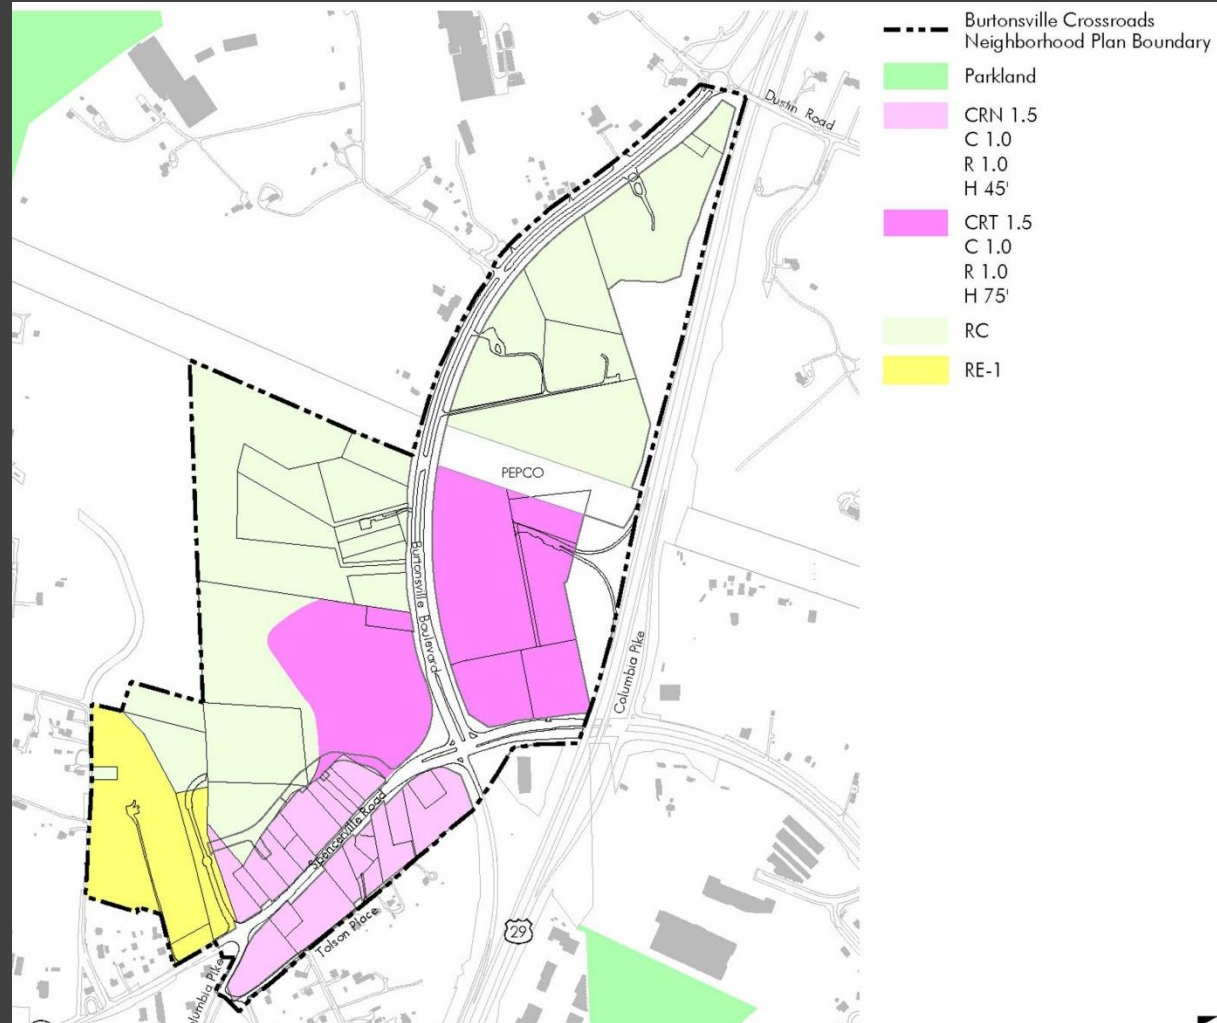 Burtonsville Crossroads
Neighborhood Plan Boundary
Parkland
CRN 1.5
C 1.0
R 1.0
H 45'
CRT 1.5
C 1.0
R 1.0
H 75'
RC
RE-1
Dustin Road
PEPCO
Burtonsville Boulevard
Columbia Pike
Spencerville Road
Tolson Place
29
lumbia Pike